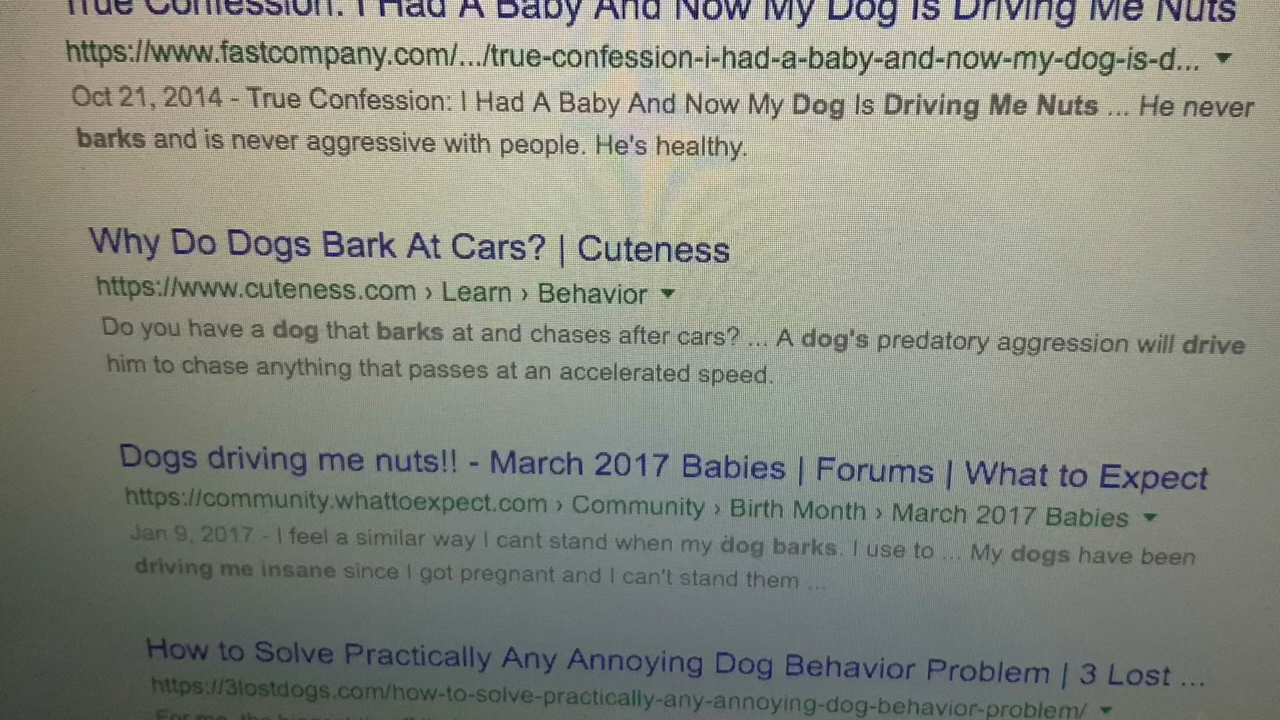 True Confession: I Had A Baby And Now My Dog Is Driving Me Nuts
https://www.fastcompany.com/.../true-confession-i-had-a-baby-and-now-my-dog-is-d...
Oct 21, 2014 - True Confession: I Had A Baby And Now My Dog Is Driving Me Nuts ... He never
barks and is never aggressive with people. He's healthy.
Why Do Dogs Bark At Cars? | Cuteness
https://www.cuteness.com › Learn › Behavior
Do you have a dog that barks at and chases after cars? ... A dog's predatory aggression will drive
him to chase anything that passes at an accelerated speed.
Dogs driving me nuts!! - March 2017 Babies | Forums | What to Expect
https://community.whattoexpect.com › Community › Birth Month › March 2017 Babies
Jan 9, 2017 - I feel a similar way I cant stand when my dog barks. I use to ... My dogs have been
driving me insane since I got pregnant and I can't stand them ...
How to Solve Practically Any Annoying Dog Behavior Problem | 3 Lost ...
https://3lostdogs.com/how-to-solve-practically-any-annoying-dog-behavior-problem/